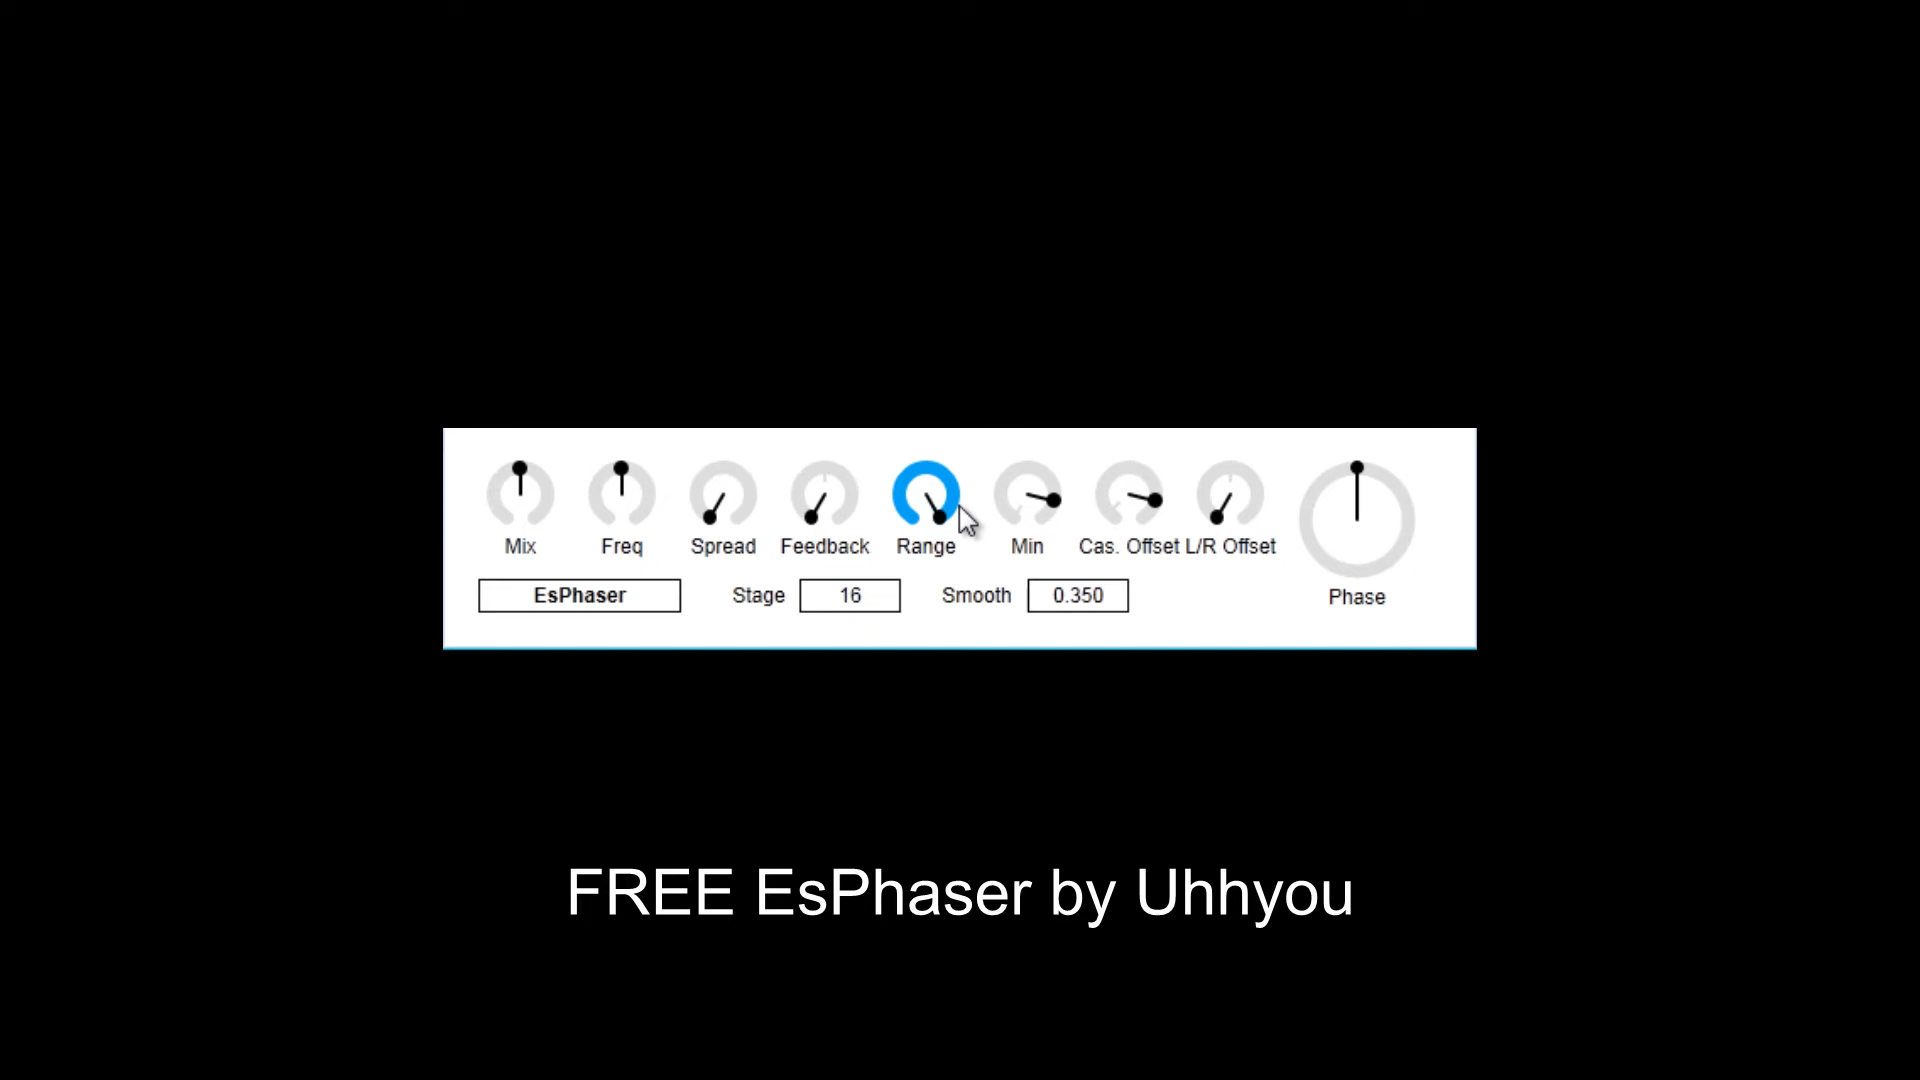 Mix Freq Spread Feedback Range Min Cas. Offset L/R Offset
EsPhaser Stage 16 Smooth 0.350 Phase
FREE EsPhaser by Uhhyou